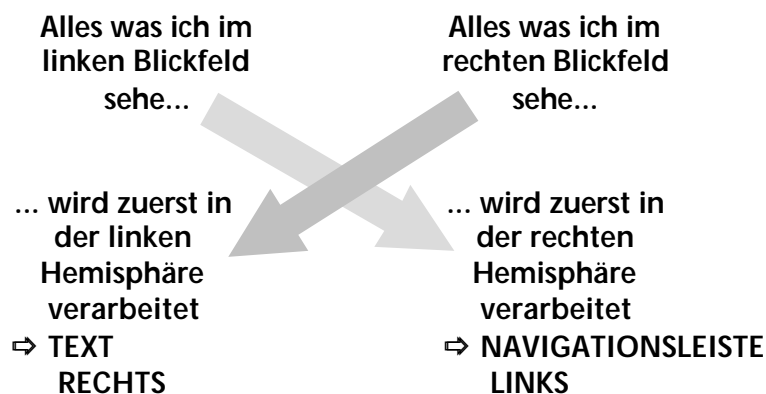 Alles was ich im
linken Blickfeld
sehe...
Alles was ich im
rechten Blickfeld
sehe...
... wird zuerst in
der linken
Hemisphäre
verarbeitet
⇨ TEXT
RECHTS
... wird zuerst in
der rechten
Hemisphäre
verarbeitet
⇨ NAVIGATIONSLEISTE
LINKS